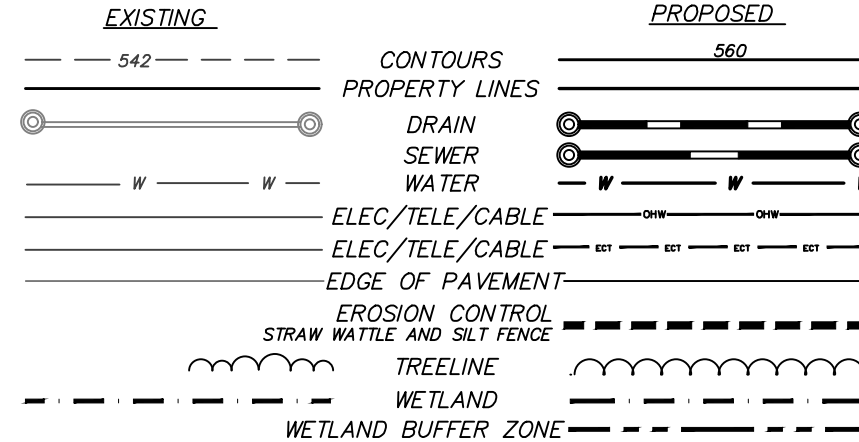 EXISTING PROPOSED
542 CONTOURS 560
PROPERTY LINES
DRAIN
SEWER
W W WATER W W
ELEC/TELE/CABLE OHW OHW
ELEC/TELE/CABLE ECT ECT ECT ECT
EDGE OF PAVEMENT
EROSION CONTROL
STRAW WATTLE AND SILT FENCE
TREELINE
WETLAND
WETLAND BUFFER ZONE